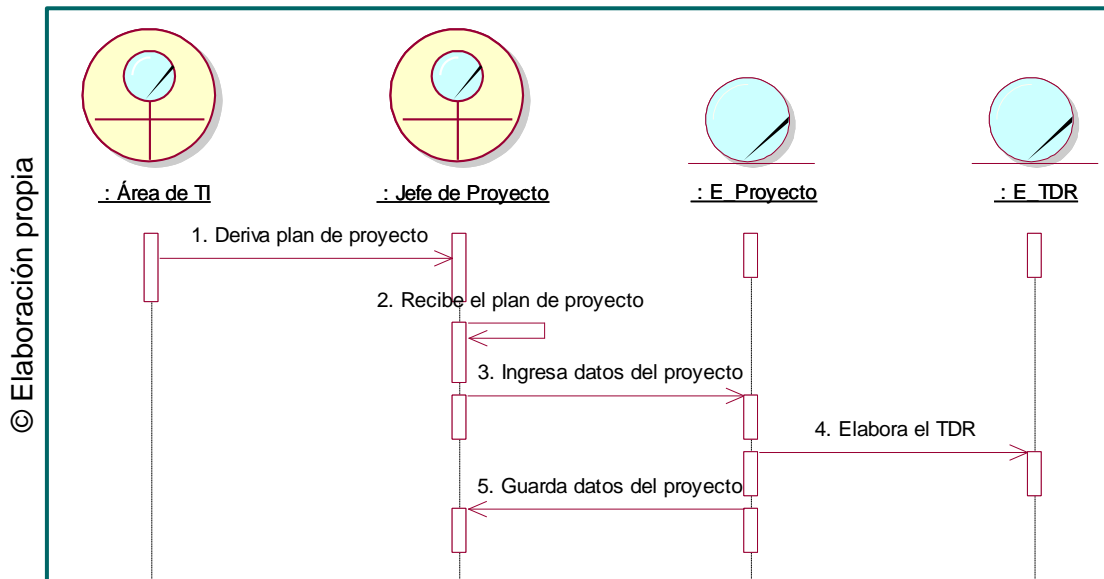 © Elaboración propia
: Área de TI
: Jefe de Proyecto
: E_Proyecto
: E_TDR
1. Deriva plan de proyecto
2. Recibe el plan de proyecto
3. Ingresa datos del proyecto
4. Elabora el TDR
5. Guarda datos del proyecto